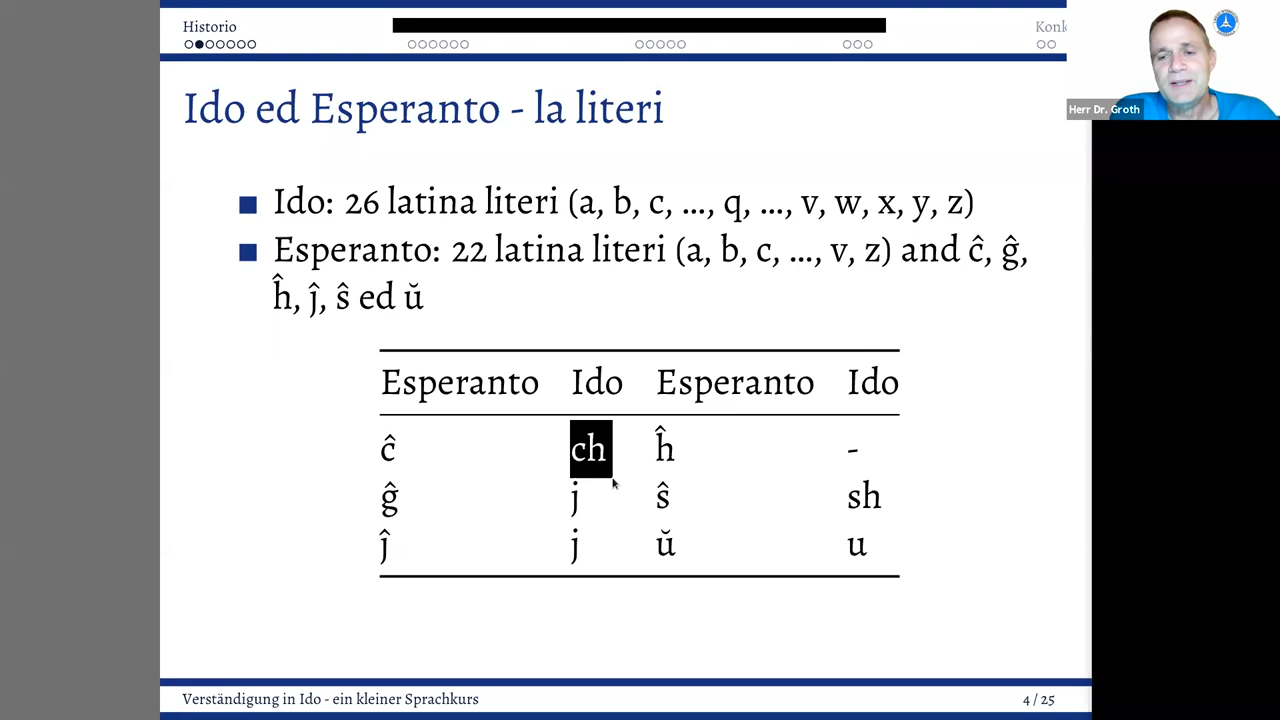 Historio
Konk
Herr Dr. Groth
Ido ed Esperanto - la literi
Ido: 26 latina literi (a, b, c, ..., q, ..., v, w, x, y, z)
Esperanto: 22 latina literi (a, b, c, ..., v, z) and ĉ, ĝ,
ĥ, ĵ, ŝ ed ŭ
Esperanto Ido Esperanto Ido
ĉ ch ĥ -
ĝ j ŝ sh
ĵ j ŭ u
Verständigung in Ido - ein kleiner Sprachkurs 4 / 25